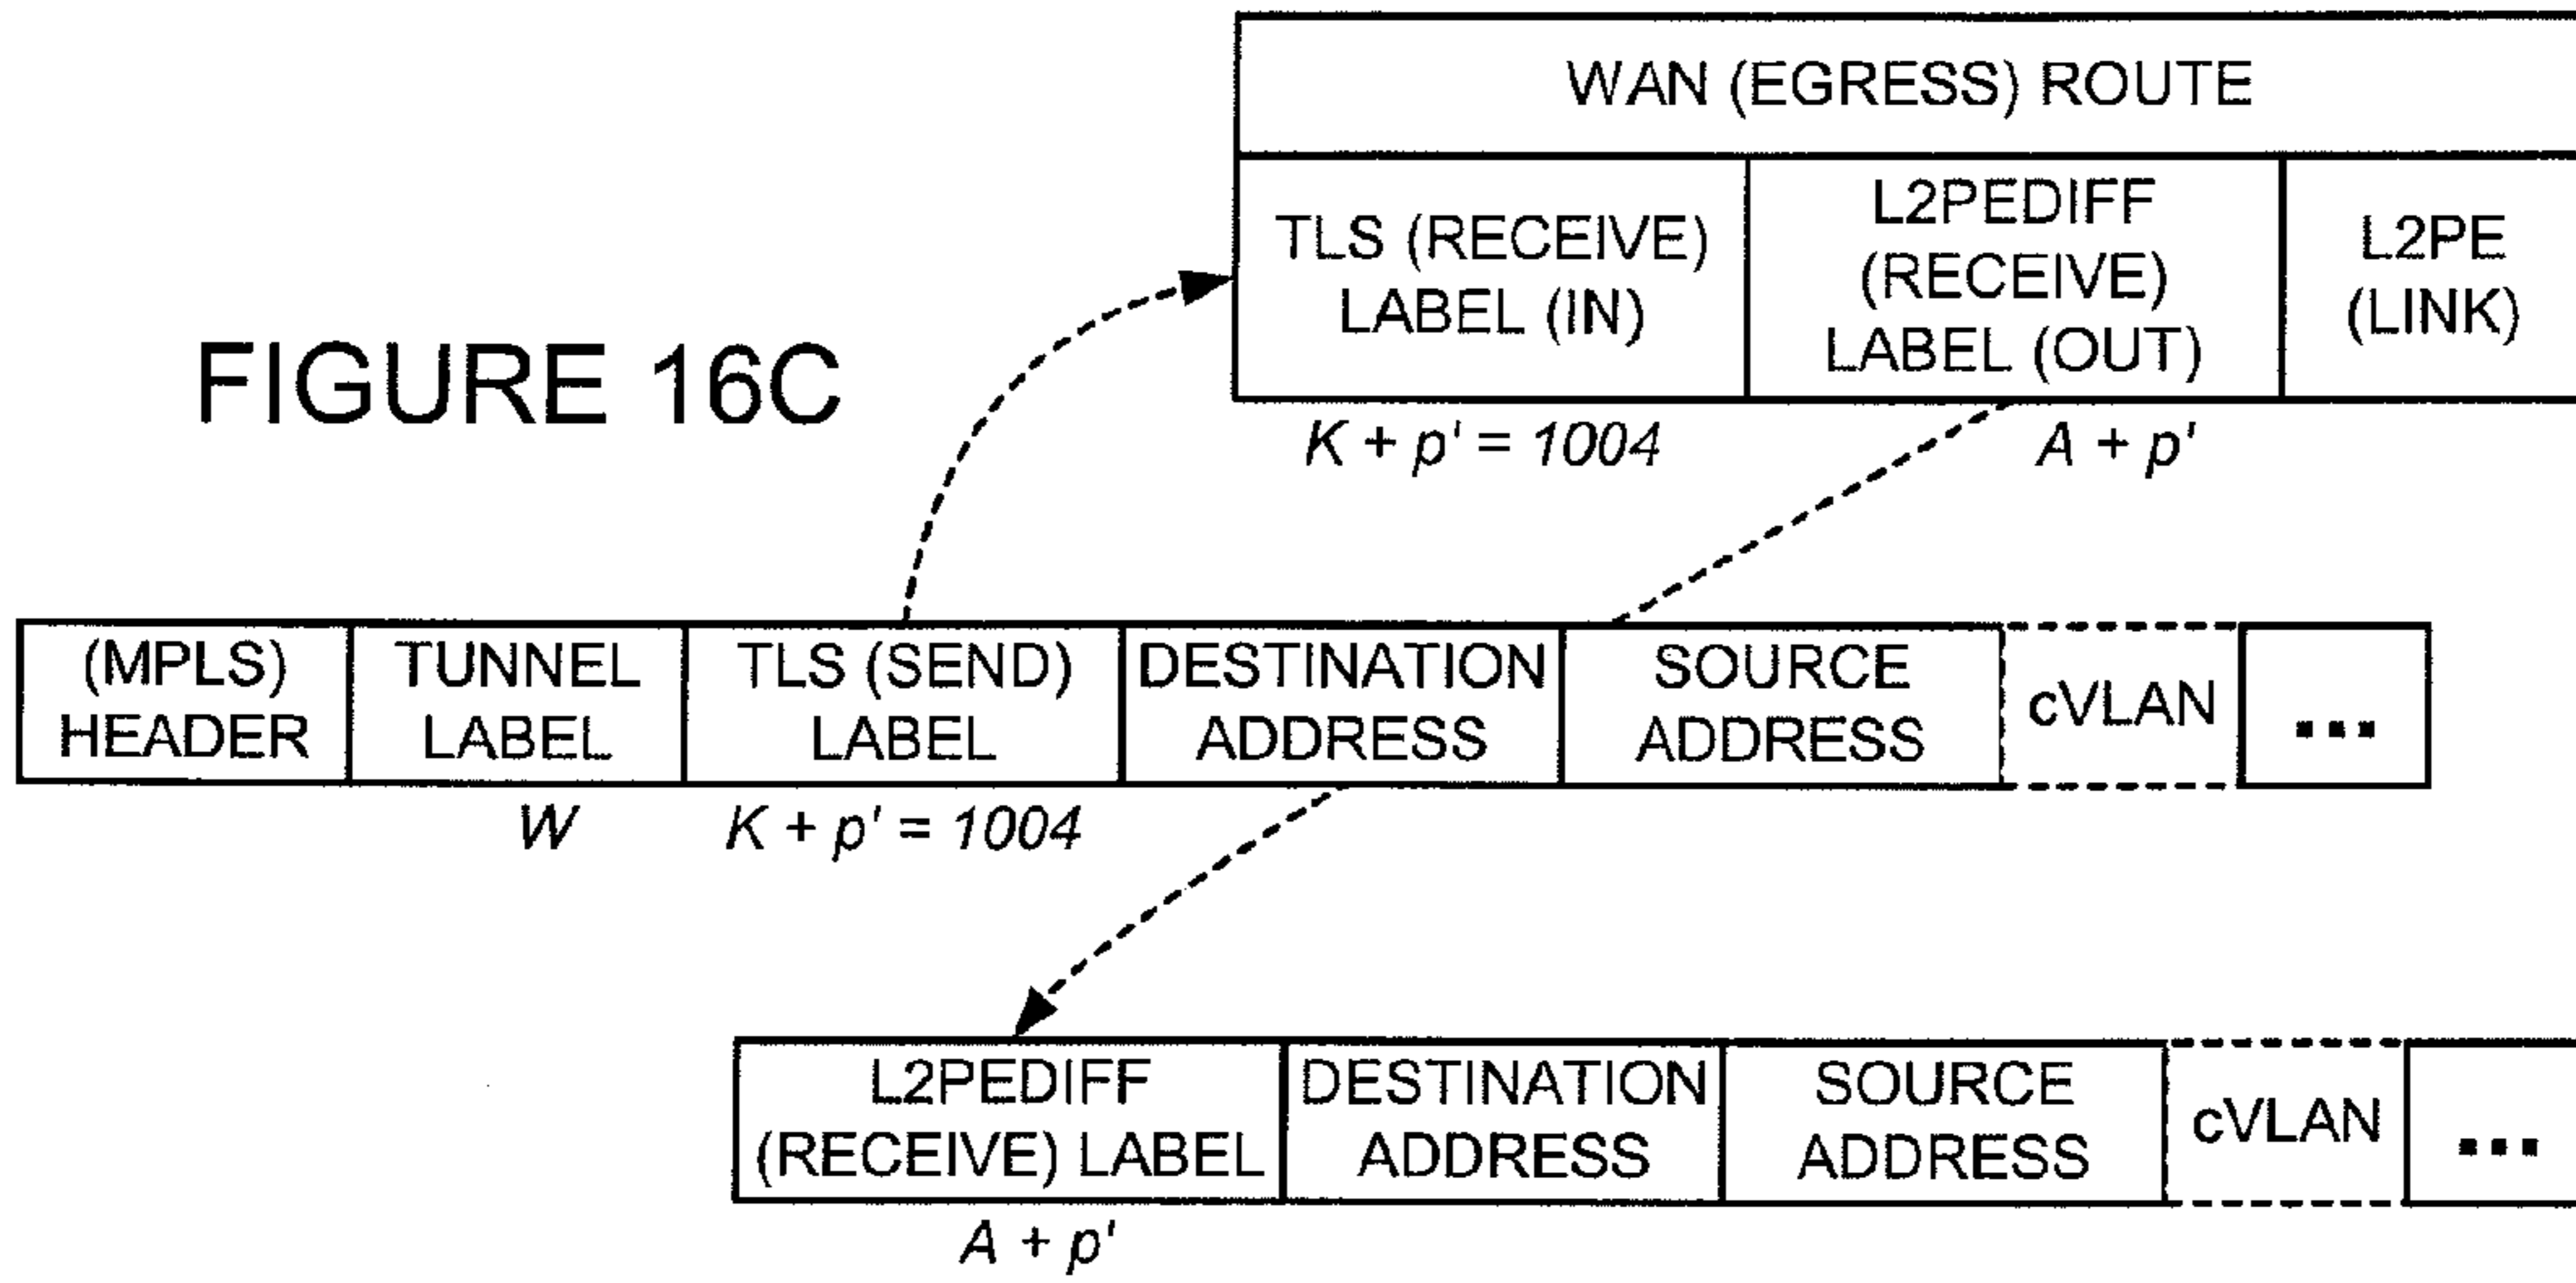 WAN (EGRESS) ROUTE
TLS (RECEIVE)
LABEL (IN)
L2PEDIFF
(RECEIVE)
LABEL (OUT)
L2PE
(LINK)
K + p' = 1004
A + p'
FIGURE 16C
(MPLS)
HEADER
TUNNEL
LABEL
TLS (SEND)
LABEL
DESTINATION
ADDRESS
SOURCE
ADDRESS
cVLAN
...
W
K + p' = 1004
L2PEDIFF
(RECEIVE) LABEL
DESTINATION
ADDRESS
SOURCE
ADDRESS
cVLAN
...
A + p'